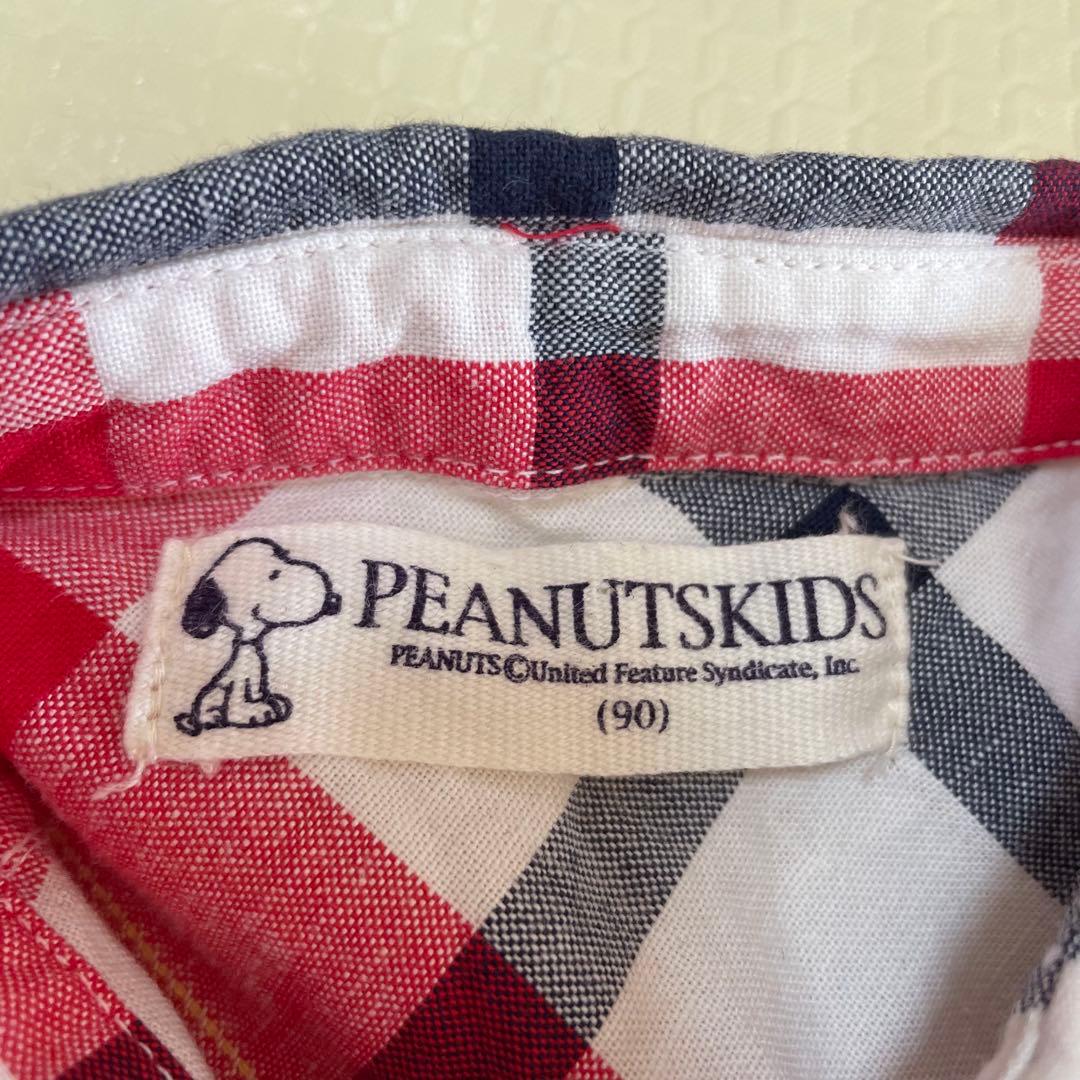 PEANUTSKIDS
PEANUTS©United Feature Syndicate, Inc.
(90)